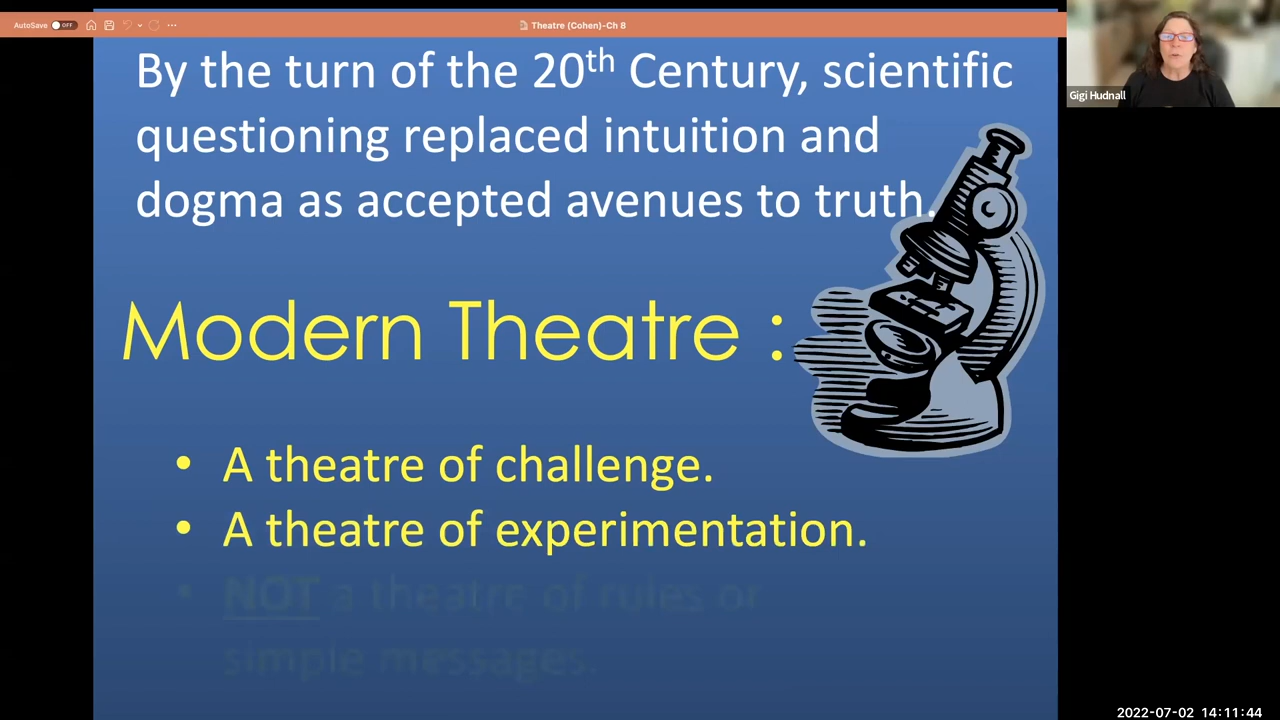 AutoSave OFF
Theatre (Cohen)-Ch 8
Gigi Hudnall
By the turn of the 20th Century, scientific
questioning replaced intuition and
dogma as accepted avenues to truth.
Modern Theatre :
• A theatre of challenge.
• A theatre of experimentation.
• NOT a theatre of rules or
simple messages.
2022-07-02 14:11:44